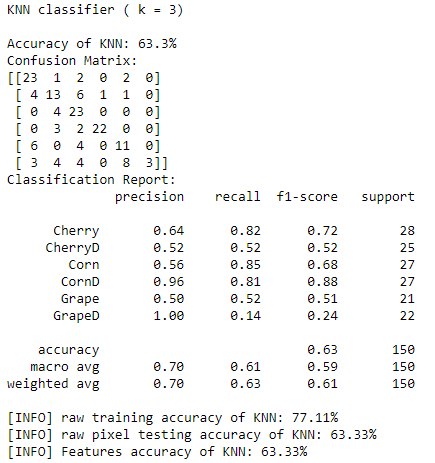 KNN classifier ( k = 3)
Accuracy of KNN: 63.3%
Confusion Matrix:
[[23 1 2 0 2 0]
[ 4 13 6 1 1 0]
[ 0 4 23 0 0 0]
[ 0 3 2 22 0 0]
[ 6 0 4 0 11 0]
[ 3 4 4 0 8 3]]
Classification Report:
precision recall f1-score support
Cherry 0.64 0.82 0.72 28
CherryD 0.52 0.52 0.52 25
Corn 0.56 0.85 0.68 27
CornD 0.96 0.81 0.88 27
Grape 0.50 0.52 0.51 21
GrapeD 1.00 0.14 0.24 22
accuracy 0.63 150
macro avg 0.70 0.61 0.59 150
weighted avg 0.70 0.63 0.61 150
[INFO] raw training accuracy of KNN: 77.11%
[INFO] raw pixel testing accuracy of KNN: 63.33%
[INFO] Features accuracy of KNN: 63.33%